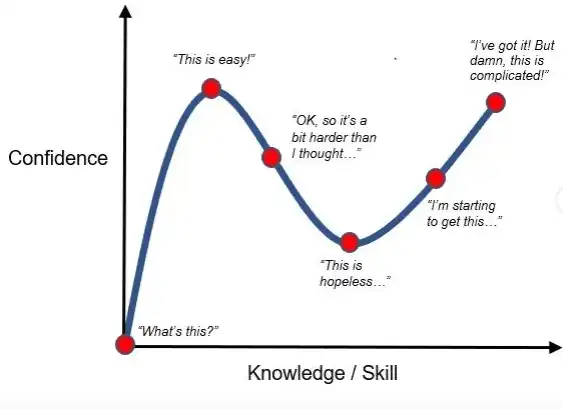 “This is easy!”
“I’ve got it! But
damn, this is
complicated!”
“OK, so it’s a
bit harder than
I thought…”
Confidence
“I’m starting
to get this…”
“This is
hopeless…”
“What’s this?”
Knowledge / Skill